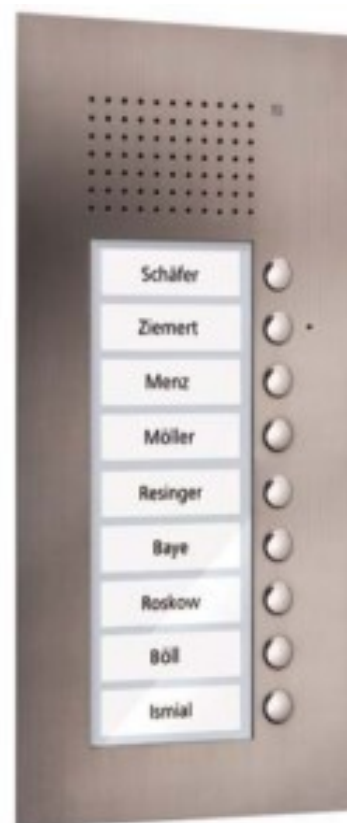 Schäfer
Ziemert
Menz
Möller
Resinger
Baye
Roskow
Böll
Ismial